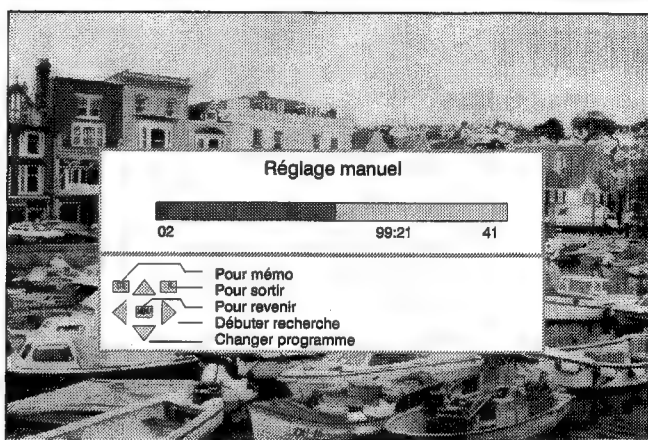 Réglage manuel
02 99:21 41
Pour mémo
Pour sortir
Pour revenir
Débuter recherche
Changer programme